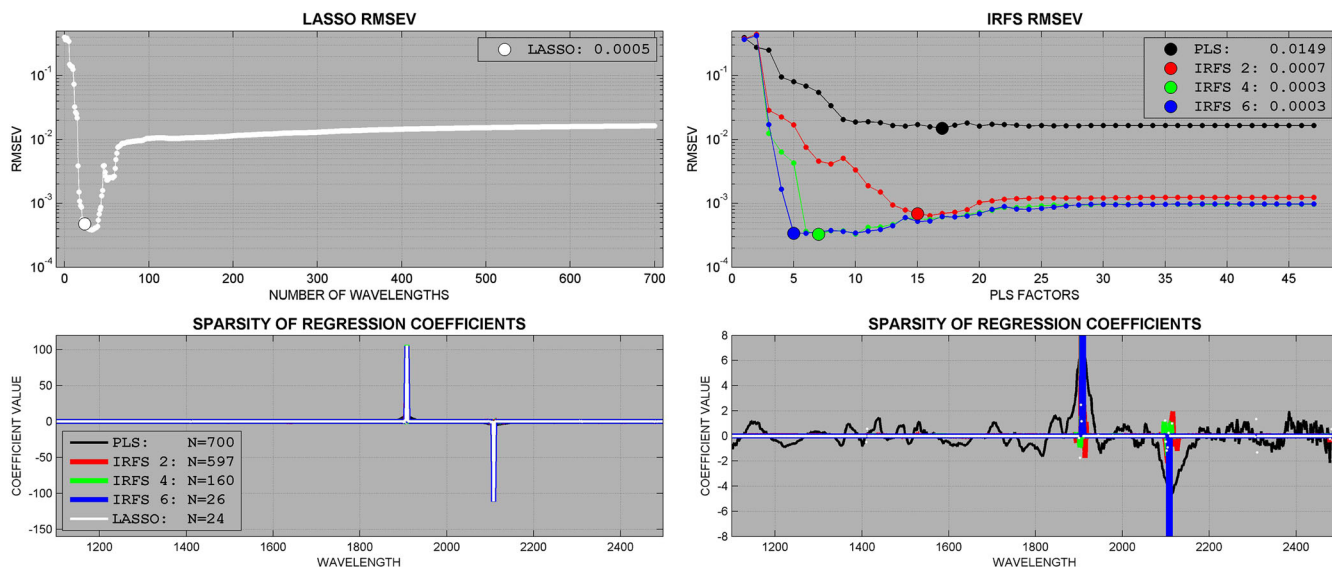 LASSO RMSEV
LASSO: 0.0005
RMSEV
10^-1
10^-2
10^-3
10^-4
0 100 200 300 400 500 600 700
NUMBER OF WAVELENGTHS
IRFS RMSEV
PLS: 0.0149
IRFS 2: 0.0007
IRFS 4: 0.0003
IRFS 6: 0.0003
RMSEV
10^-1
10^-2
10^-3
10^-4
0 5 10 15 20 25 30 35 40 45
PLS FACTORS
SPARSITY OF REGRESSION COEFFICIENTS
COEFFICIENT VALUE
100
50
0
-50
-100
-150
PLS: N=700
IRFS 2: N=597
IRFS 4: N=160
IRFS 6: N=26
LASSO: N=24
1200 1400 1600 1800 2000 2200 2400
WAVELENGTH
SPARSITY OF REGRESSION COEFFICIENTS
COEFFICIENT VALUE
8
6
4
2
0
-2
-4
-6
-8
1200 1400 1600 1800 2000 2200 2400
WAVELENGTH